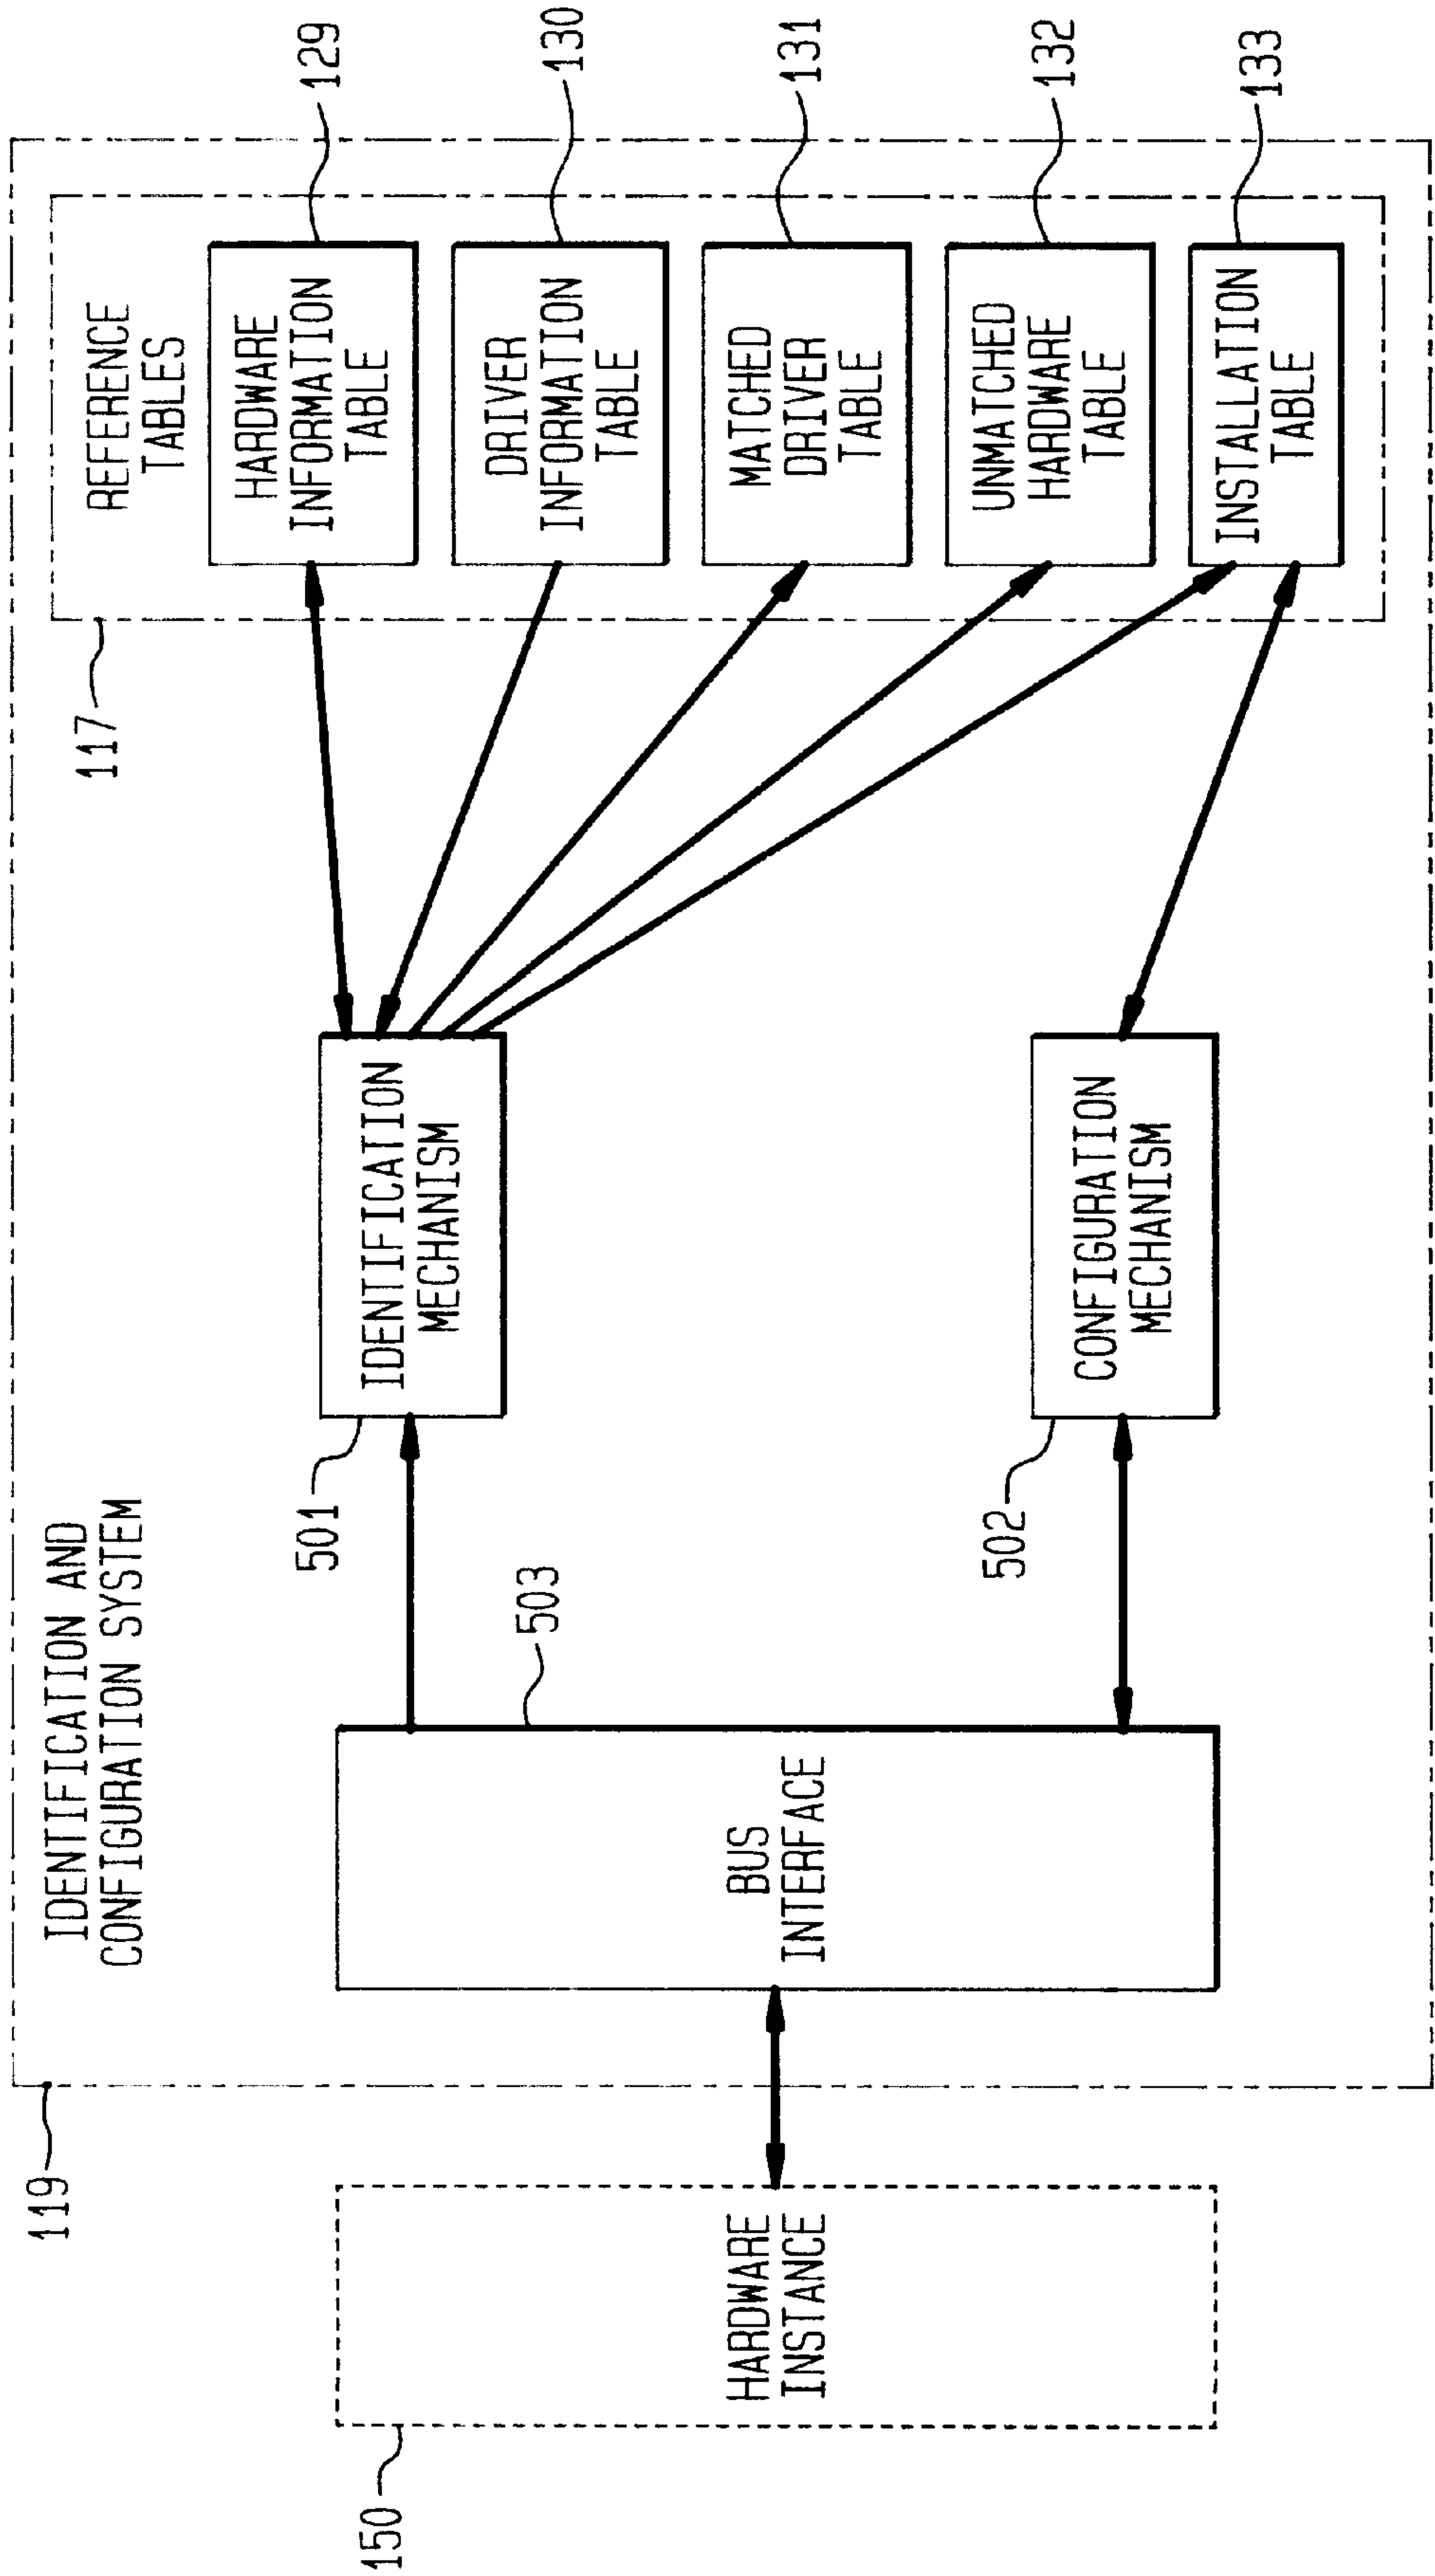 119
IDENTIFICATION AND
CONFIGURATION SYSTEM
117
REFERENCE
TABLES
150
HARDWARE
INSTANCE
503
BUS
INTERFACE
501
IDENTIFICATION
MECHANISM
502
CONFIGURATION
MECHANISM
HARDWARE
INFORMATION
TABLE
129
DRIVER
INFORMATION
TABLE
130
MATCHED
DRIVER
TABLE
131
UNMATCHED
HARDWARE
TABLE
132
INSTALLATION
TABLE
133